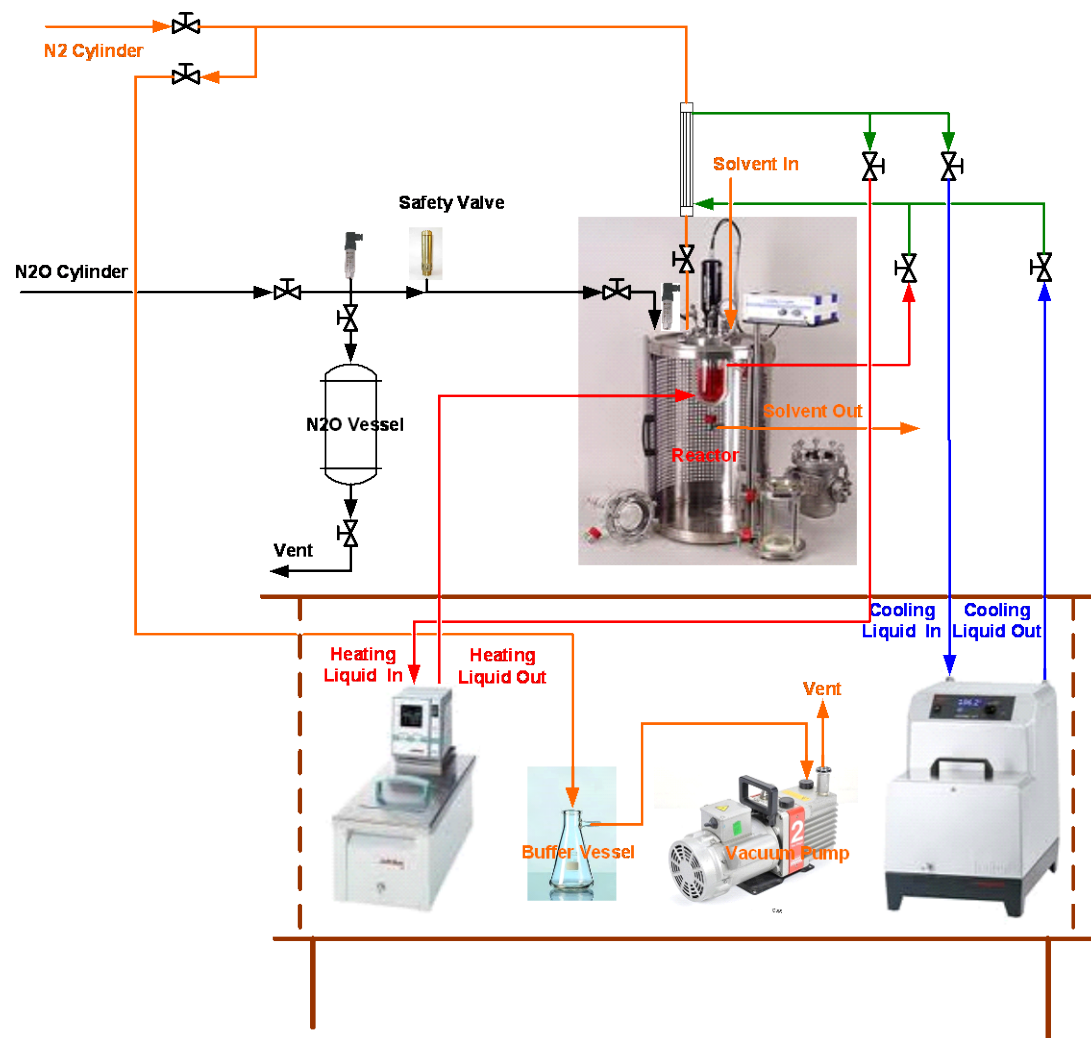 N2 Cylinder
Solvent In
Safety Valve
N2O Cylinder
N2O Vessel
Solvent Out
Reactor
Vent
Cooling
Liquid In
Cooling
Liquid Out
Heating
Liquid In
Heating
Liquid Out
Vent
2
Buffer Vessel
Vacuum Pump